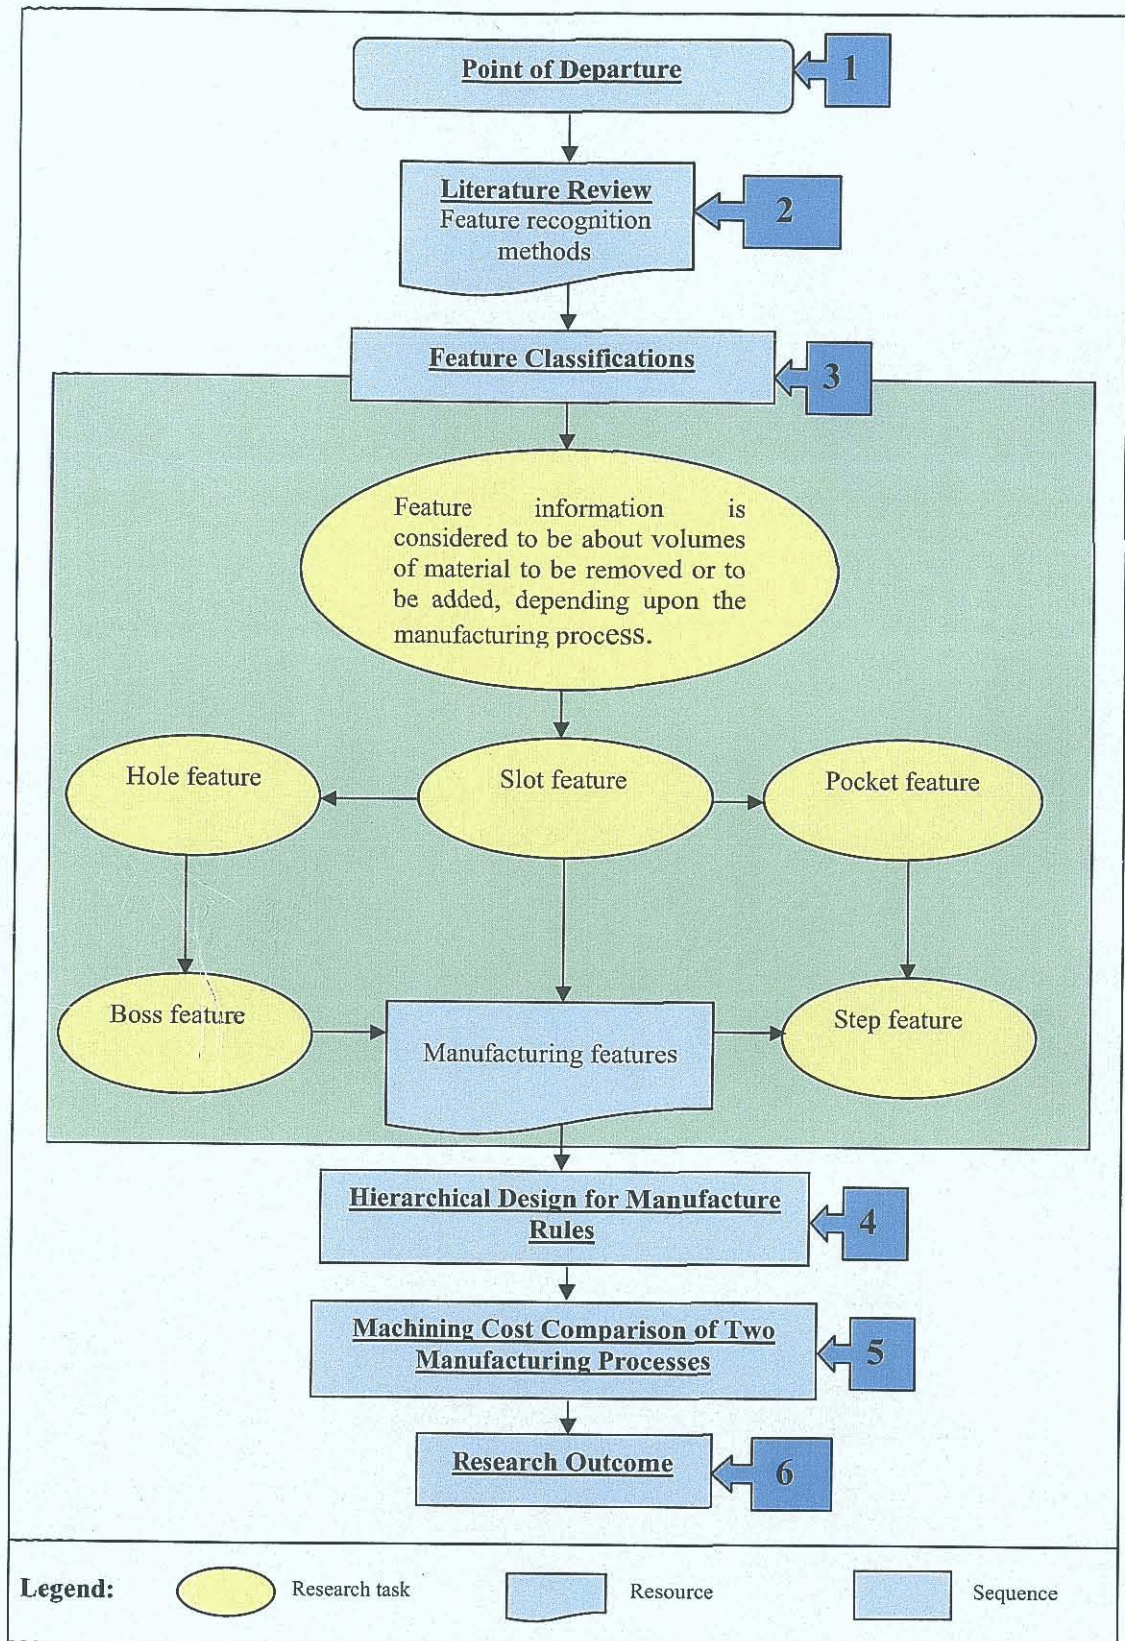 Point of Departure
1
Literature Review
Feature recognition
methods
2
Feature Classifications
3
Feature information is
considered to be about volumes
of material to be removed or to
be added, depending upon the
manufacturing process.
Hole feature
Slot feature
Pocket feature
Boss feature
Manufacturing features
Step feature
Hierarchical Design for Manufacture
Rules
4
Machining Cost Comparison of Two
Manufacturing Processes
5
Research Outcome
6
Legend:
Research task
Resource
Sequence